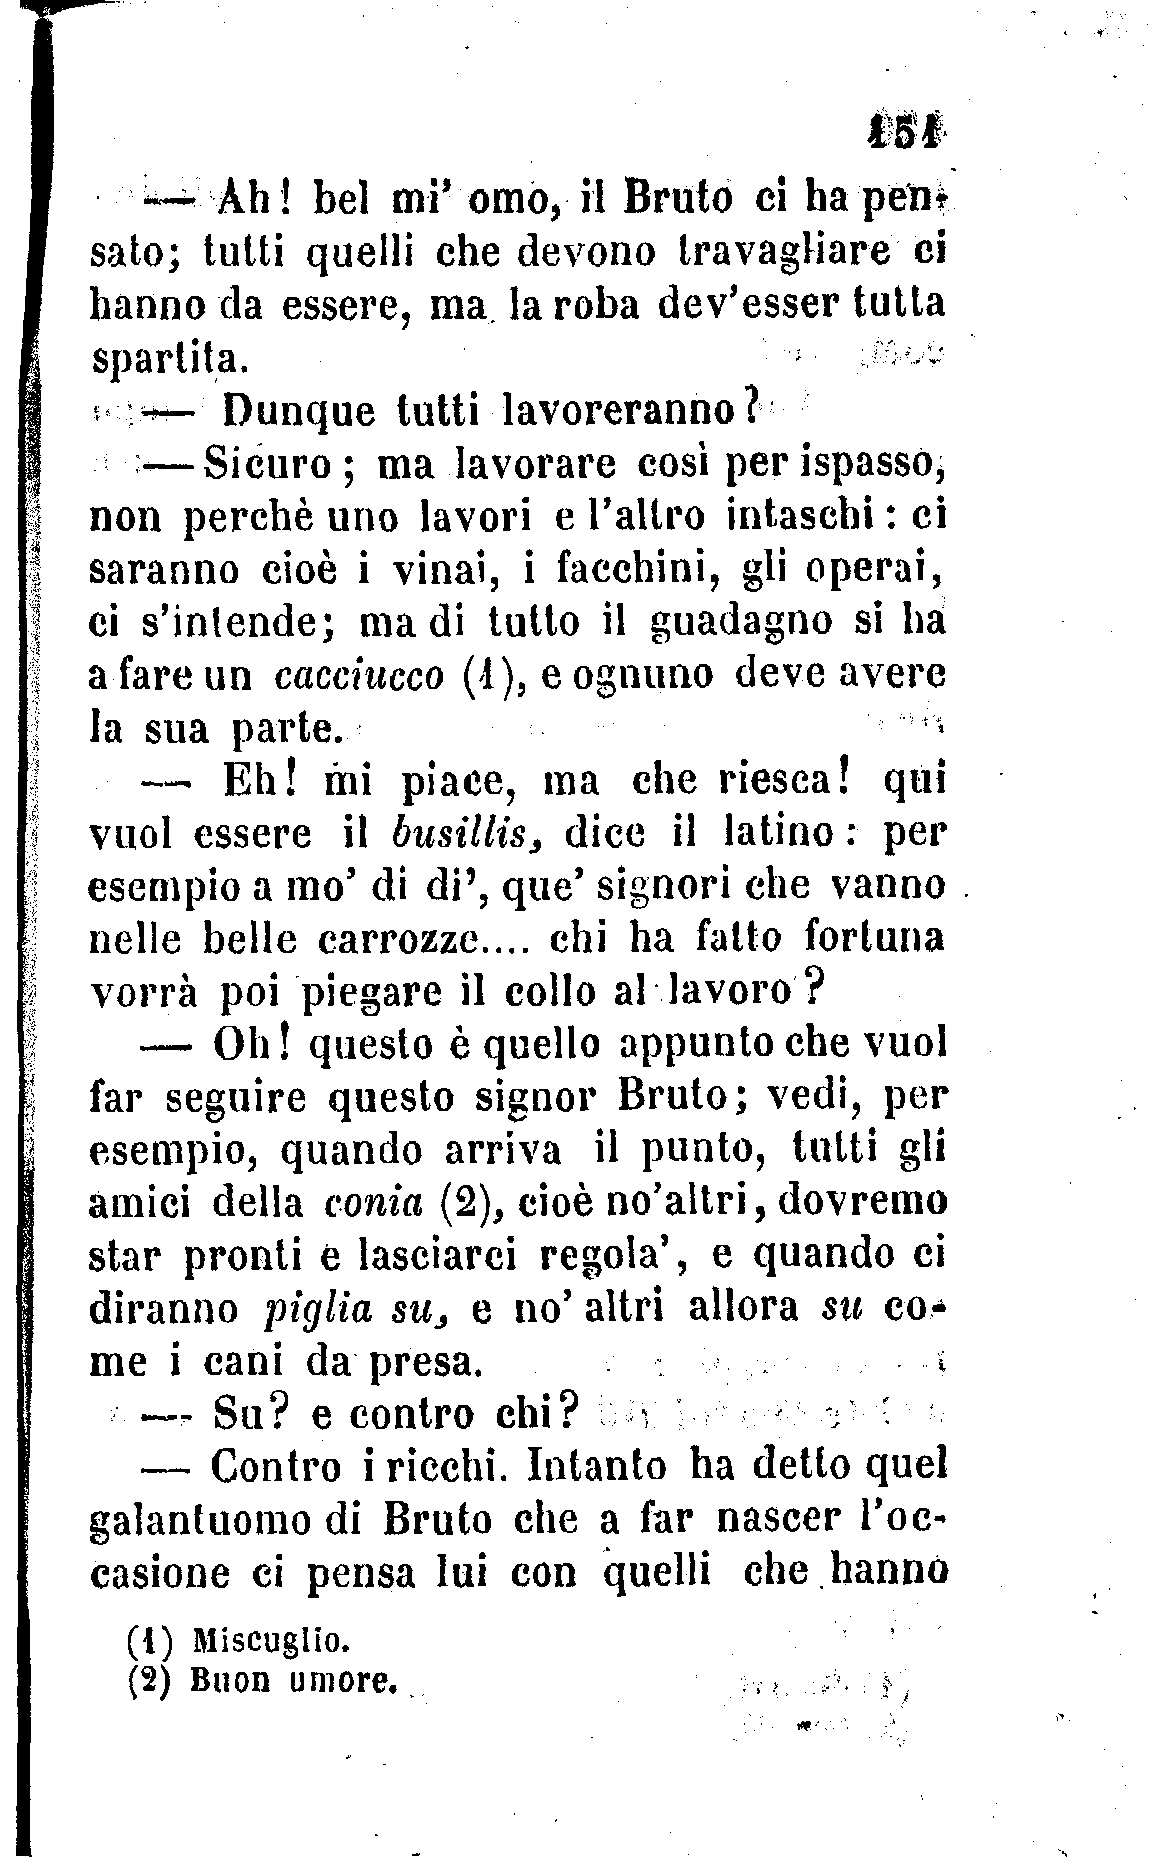 151
— Ah! bel mi' omo, il Bruto ci ha pen-
sato; tutti quelli che devono travagliare ci
hanno da essere, ma la roba dev'esser tutta
spartita.
— Dunque tutti lavoreranno?
— Sicuro; ma lavorare così per ispasso,
non perchè uno lavori e l'altro intaschi: ci
saranno cioè i vinai, i facchini, gli operai,
ci s'intende; ma di tutto il guadagno si ha
a fare un cacciucco (1), e ognuno deve avere
la sua parte.
— Eh! mi piace, ma che riesca! qui
vuol essere il busillis, dice il latino: per
esempio a mo' di di', que' signori che vanno
nelle belle carrozze.... chi ha fatto fortuna
vorrà poi piegare il collo al lavoro?
— Oh! questo è quello appunto che vuol
far seguire questo signor Bruto; vedi, per
esempio, quando arriva il punto, tutti gli
amici della conia (2), cioè no'altri, dovremo
star pronti e lasciarci regola', e quando ci
diranno piglia su, e no' altri allora su co-
me i cani da presa.
— Su? e contro chi?
— Contro i ricchi. Intanto ha detto quel
galantuomo di Bruto che a far nascer l'oc-
casione ci pensa lui con quelli che hanno
(1) Miscuglio.
(2) Buon umore.